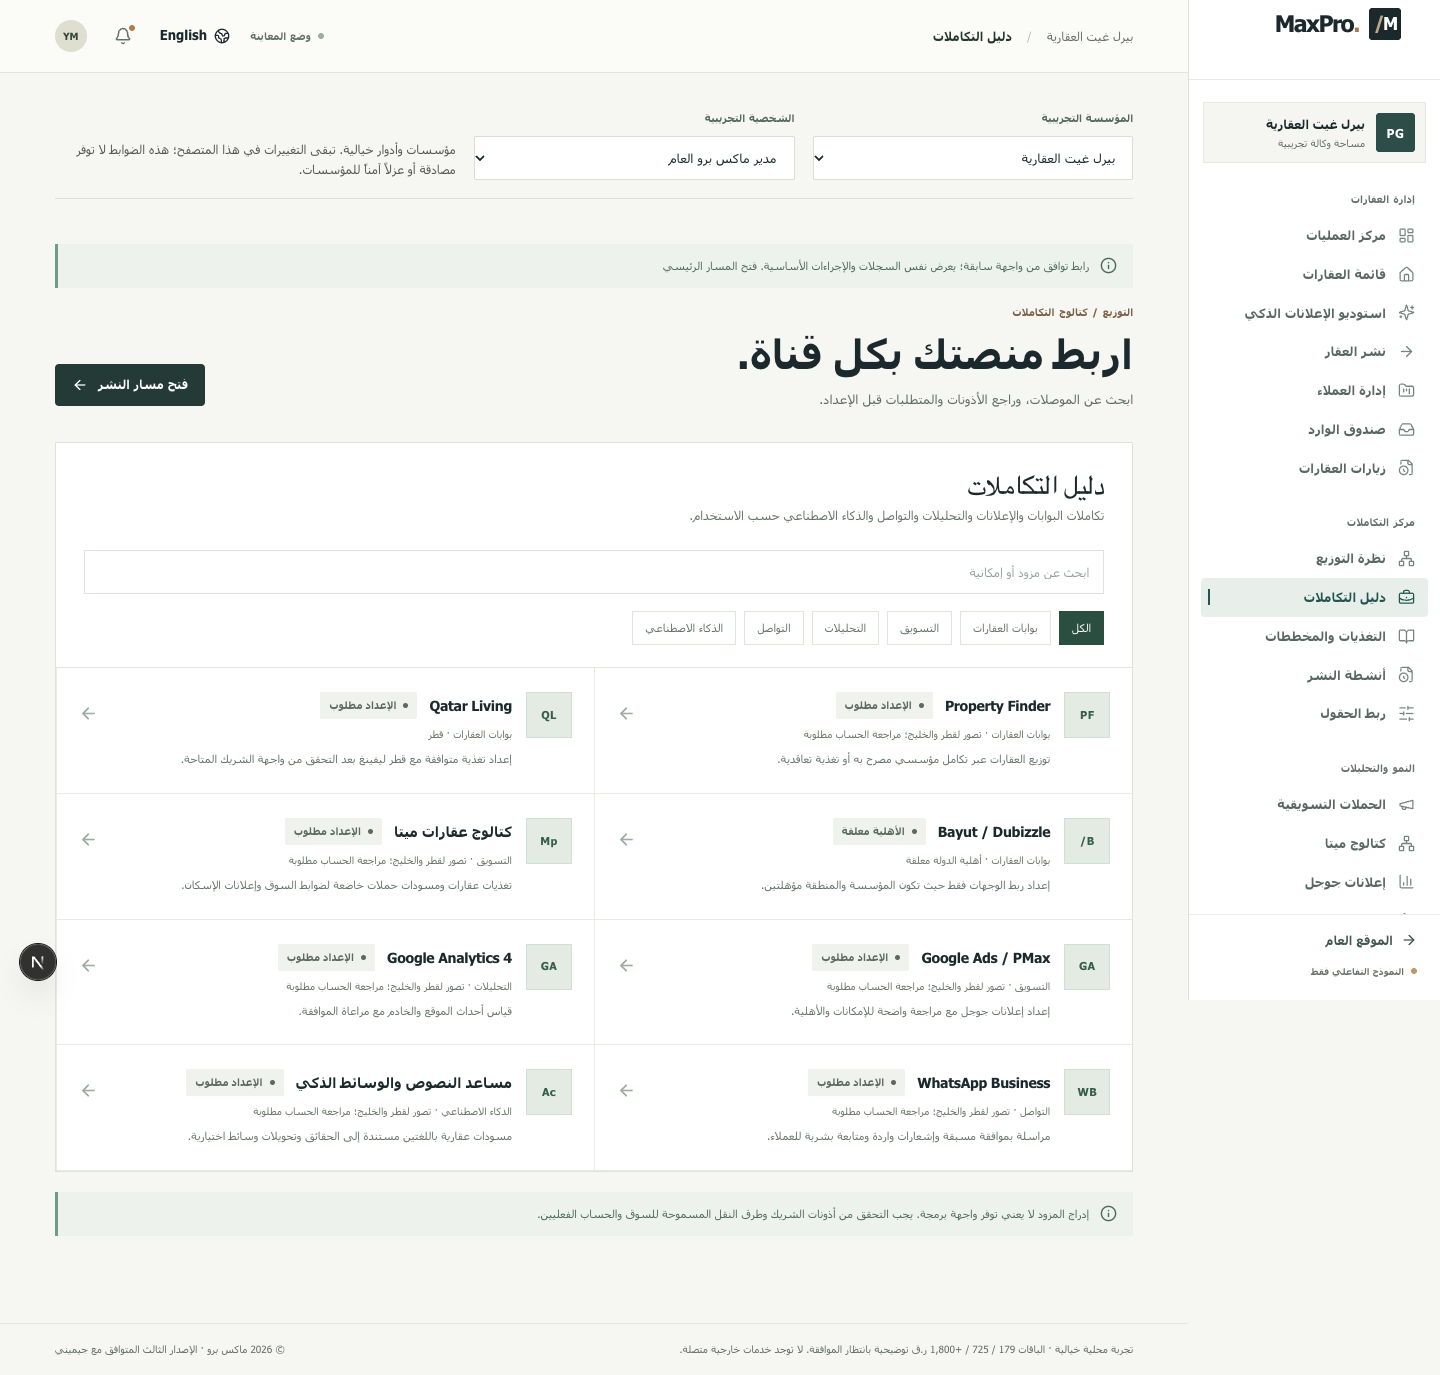 /M MaxPro.
PG بيرل غيت العقارية
مساحة وكالة تجريبية
إدارة العقارات
مركز العمليات
قائمة العقارات
استوديو الإعلانات الذكي
نشر العقار
إدارة العملاء
صندوق الوارد
زيارات العقارات
مركز التكاملات
نظرة التوزيع
دليل التكاملات
التغذيات والمخططات
أنشطة النشر
ربط الحقول
النمو والتحليلات
الحملات التسويقية
كتالوج ميتا
إعلانات جوجل
الموقع العام
النموذج التفاعلي فقط
بيرل غيت العقارية / دليل التكاملات
وضع المعاينة
English
YM
المؤسسة التجريبية
بيرل غيت العقارية
الشخصية التجريبية
مدير ماكس برو العام
مؤسسات وأدوار خيالية. تبقى التغييرات في هذا المتصفح؛ هذه الضوابط لا توفر
مصادقة أو عزلاً آمناً للمؤسسات.
رابط توافق من واجهة سابقة؛ يعرض نفس السجلات والإجراءات الأساسية. فتح المسار الرئيسي
التوزيع / كتالوج التكاملات
اربط منصتك بكل قناة.
ابحث عن الموصلات، وراجع الأذونات والمتطلبات قبل الإعداد.
فتح مسار النشر
دليل التكاملات
تكاملات البوابات والإعلانات والتحليلات والتواصل والذكاء الاصطناعي حسب الاستخدام.
ابحث عن مزود أو إمكانية
الكل
بوابات العقارات
التسويق
التحليلات
التواصل
الذكاء الاصطناعي
PF Property Finder الإعداد مطلوب
بوابات العقارات · تصور لقطر والخليج؛ مراجعة الحساب مطلوبة
توزيع العقارات عبر تكامل مؤسسي مصرح به أو تغذية تعاقدية.
QL Qatar Living الإعداد مطلوب
بوابات العقارات · قطر
إعداد تغذية متوافقة مع قطر ليفينغ بعد التحقق من واجهة الشريك المتاحة.
B/ Bayut / Dubizzle الأهلية معلقة
بوابات العقارات · أهلية الدولة معلقة
إعداد ربط الوجهات فقط حيث تكون المؤسسة والمنطقة مؤهلتين.
Mp كتالوج عقارات ميتا الإعداد مطلوب
التسويق · تصور لقطر والخليج؛ مراجعة الحساب مطلوبة
تغذيات عقارات ومسودات حملات خاضعة لضوابط السوق وإعلانات الإسكان.
GA Google Ads / PMax الإعداد مطلوب
التسويق · تصور لقطر والخليج؛ مراجعة الحساب مطلوبة
إعداد إعلانات جوجل مع مراجعة واضحة للإمكانات والأهلية.
GA Google Analytics 4 الإعداد مطلوب
التحليلات · تصور لقطر والخليج؛ مراجعة الحساب مطلوبة
قياس أحداث الموقع والخادم مع مراعاة الموافقة.
WB WhatsApp Business الإعداد مطلوب
التواصل · تصور لقطر والخليج؛ مراجعة الحساب مطلوبة
مراسلة بموافقة مسبقة وإشعارات واردة ومتابعة بشرية للعملاء.
Ac مساعد النصوص والوسائط الذكي الإعداد مطلوب
الذكاء الاصطناعي · تصور لقطر والخليج؛ مراجعة الحساب مطلوبة
مسودات عقارية باللغتين مستندة إلى الحقائق وتحويلات وسائط اختيارية.
إدراج المزود لا يعني توفر واجهة برمجة. يجب التحقق من أذونات الشريك وطرق النقل المسموحة للسوق والحساب الفعليين.
تجربة محلية خيالية · الباقات 179 / 725 / +1,800 ر.ق توضيحية بانتظار الموافقة. لا توجد خدمات خارجية متصلة.
© 2026 ماكس برو · الإصدار الثالث المتوافق مع جيميني